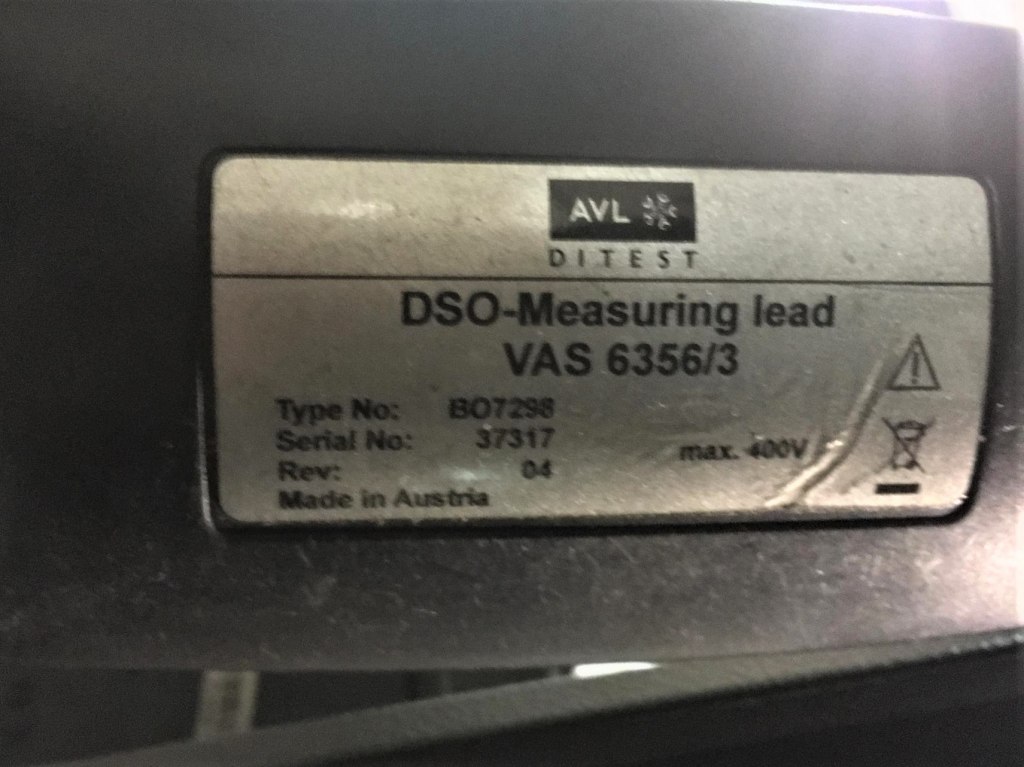 AVL
DITEST
DSO-Measuring lead
VAS 6356/3
Type No: BO7298
Serial No: 37317
Rev: 04
max. 400V
Made in Austria